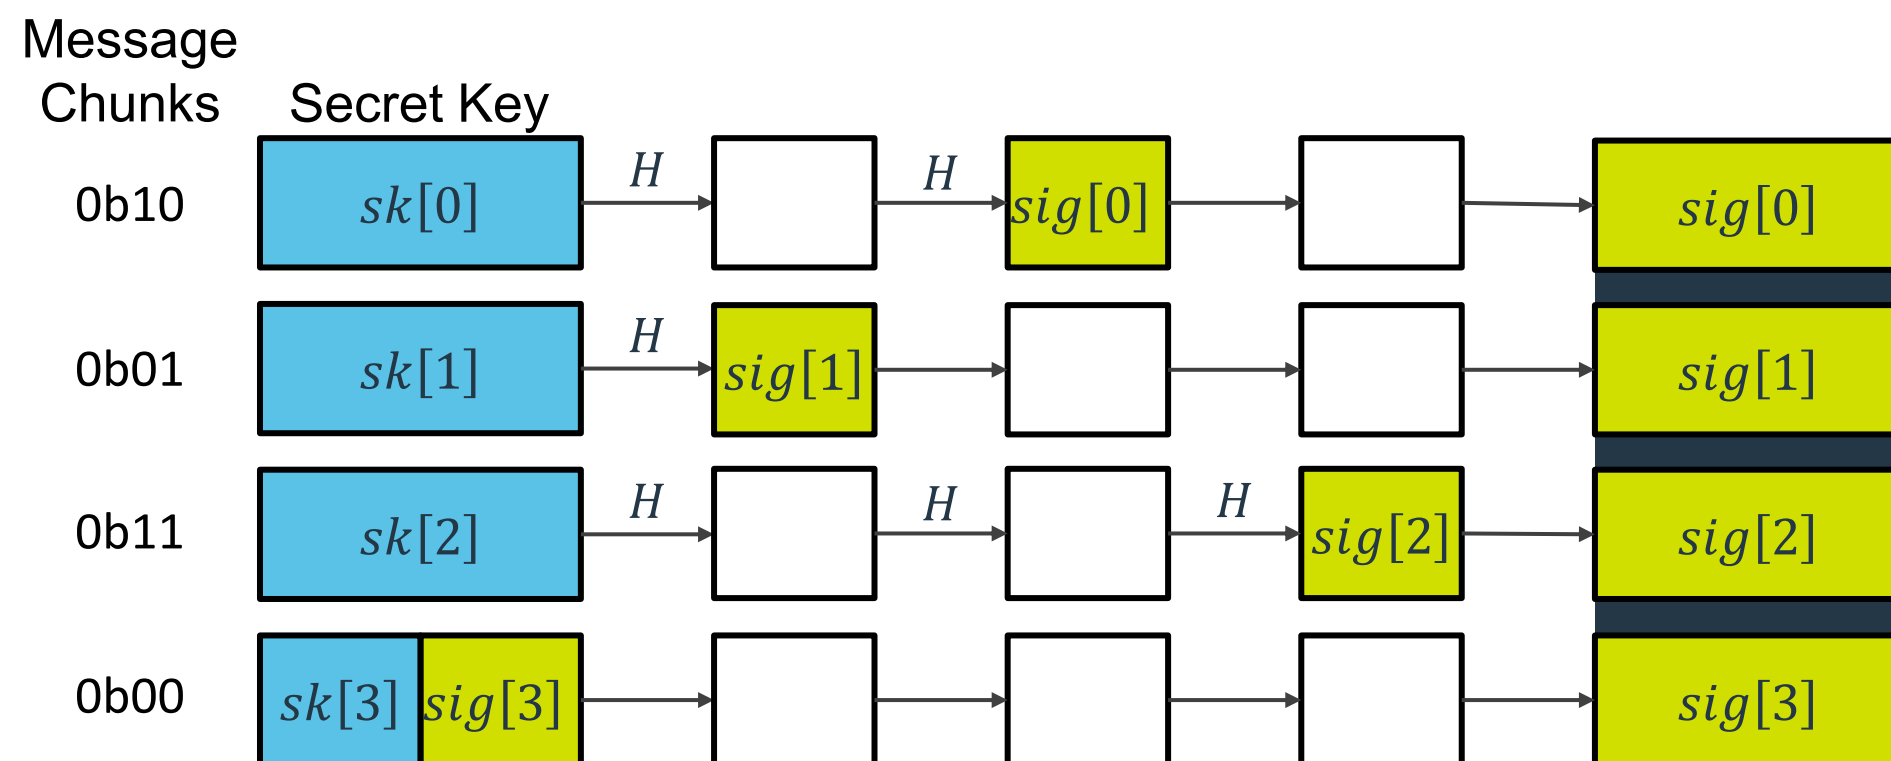 Message
Chunks Secret Key
0b10 sk[0] H H sig[0] sig[0]
0b01 sk[1] H sig[1] sig[1]
0b11 sk[2] H H H sig[2] sig[2]
0b00 sk[3] sig[3] sig[3]